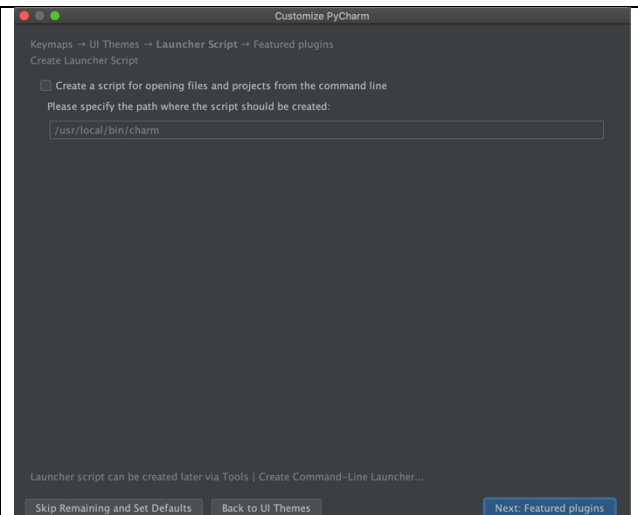 Customize PyCharm
Keymaps → UI Themes → Launcher Script → Featured plugins
Create Launcher Script
Create a script for opening files and projects from the command line
Please specify the path where the script should be created:
/usr/local/bin/charm
Launcher script can be created later via Tools | Create Command-Line Launcher...
Skip Remaining and Set Defaults Back to UI Themes Next: Featured plugins